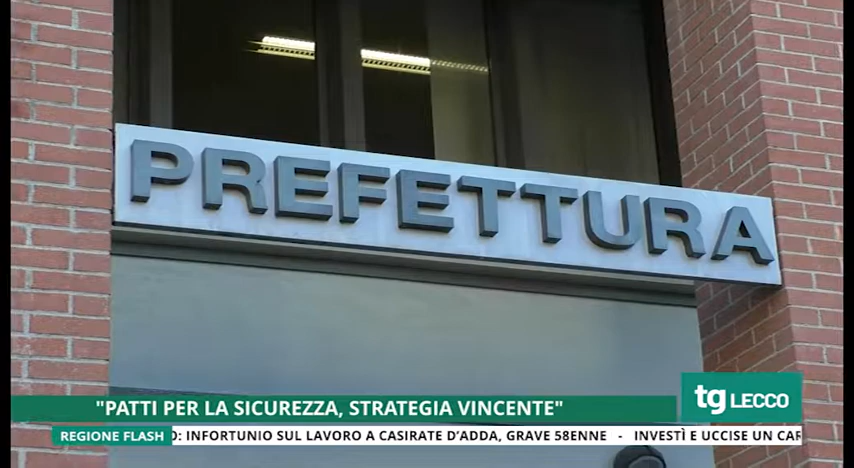 PREFETTURA
"PATTI PER LA SICUREZZA, STRATEGIA VINCENTE"
tg LECCO
REGIONE FLASH
: INFORTUNIO SUL LAVORO A CASIRATE D'ADDA, GRAVE 58ENNE - INVESTÌ E UCCISE UN